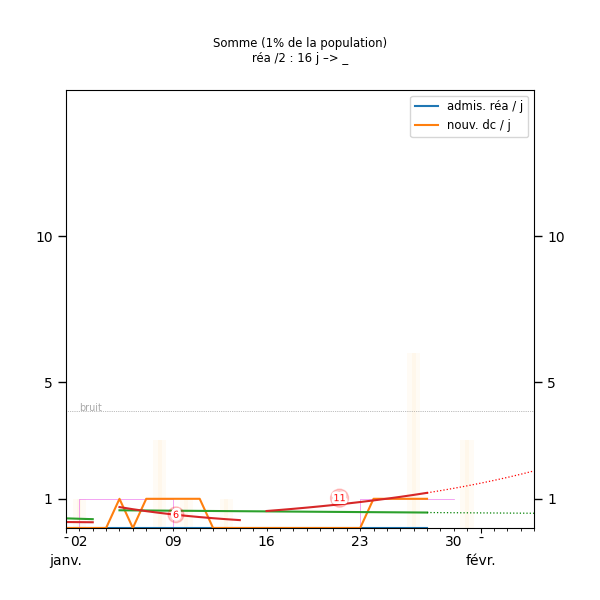 Somme (1% de la population)
réa /2 : 16 j –> _
admis. réa / j
nouv. dc / j
10
10
5
5
bruit
1
1
11
6
02
09
16
23
30
janv.
févr.